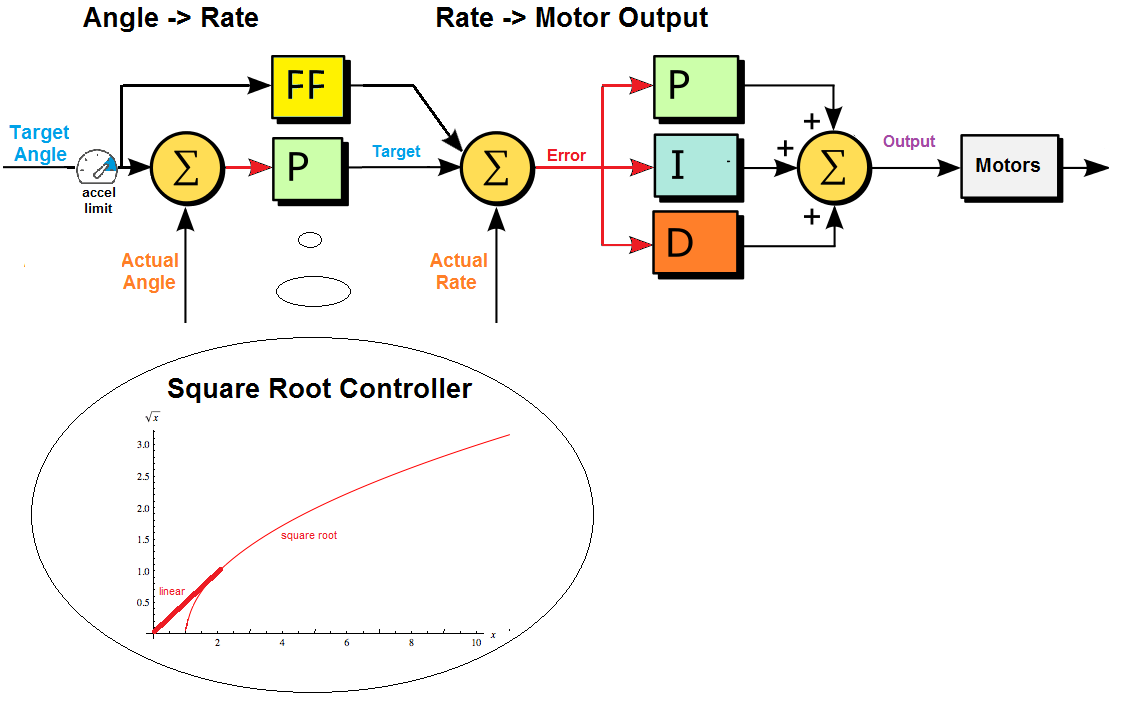 Angle -> Rate
Rate -> Motor Output
FF
P
Target
Angle
accel
limit
Σ
P
Target
Σ
Error
I
D
+
+
+
Σ
Output
Motors
Actual
Angle
Actual
Rate
Square Root Controller
√x
3.0
2.5
2.0
1.5
1.0
0.5
square root
linear
2
4
6
8
10
x